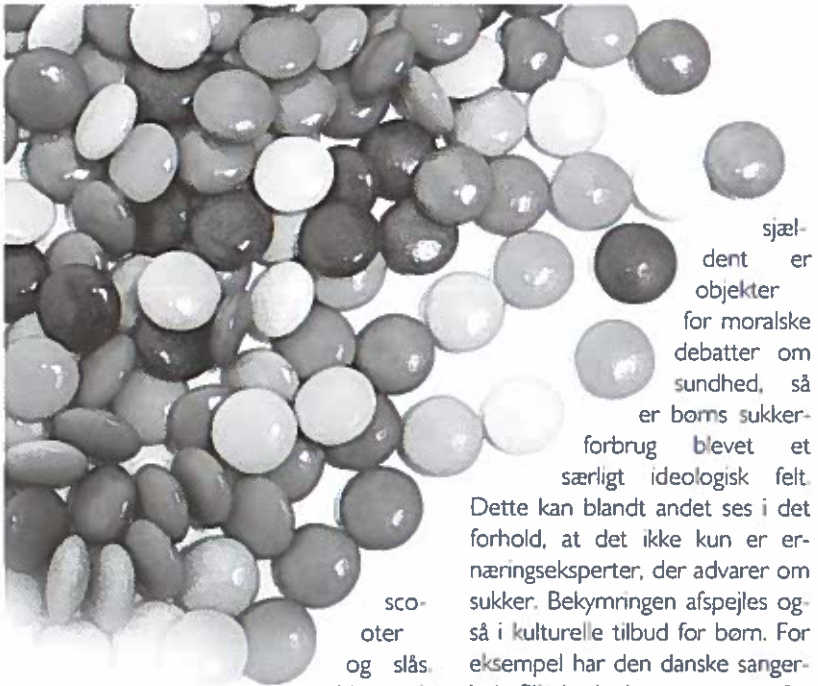 sco-
oter
og slås.
sjæl-
dent er
objekter
for moralske
debatter om
sundhed, så
er børns sukker-
forbrug blevet et
særligt ideologisk felt.
Dette kan blandt andet ses i det
forhold, at det ikke kun er er-
næringseksperter, der advarer om
sukker. Bekymringen afspejles og-
så i kulturelle tilbud for børn. For
eksempel har den danske sanger-